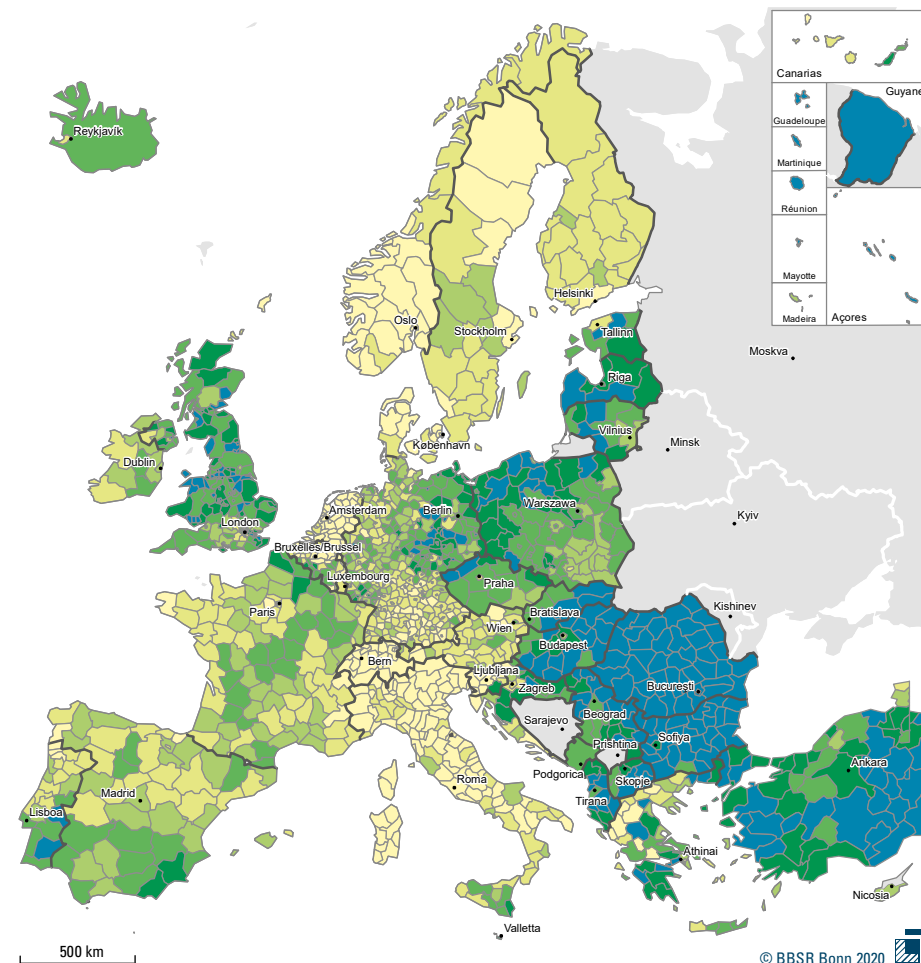 Canarias
Guyane
Guadeloupe
Martinique
Réunion
Mayotte
Madeira
Açores
Reykjavík
Helsinki
Oslo
Stockholm
Tallinn
Moskva
Riga
København
Vilnius
Minsk
Dublin
Amsterdam
Berlin
Warszawa
London
Kyiv
Bruxelles/Brussel
Luxembourg
Praha
Paris
Kishinev
Bratislava
Wien
Budapest
Bern
Ljubljana
Zagreb
Bucureşti
Beograd
Sarajevo
Sofiya
Prishtina
Ankara
Podgorica
Skopje
Roma
Madrid
Tirana
Lisboa
Athinai
Nicosia
Valletta
500 km
© BBSR Bonn 2020